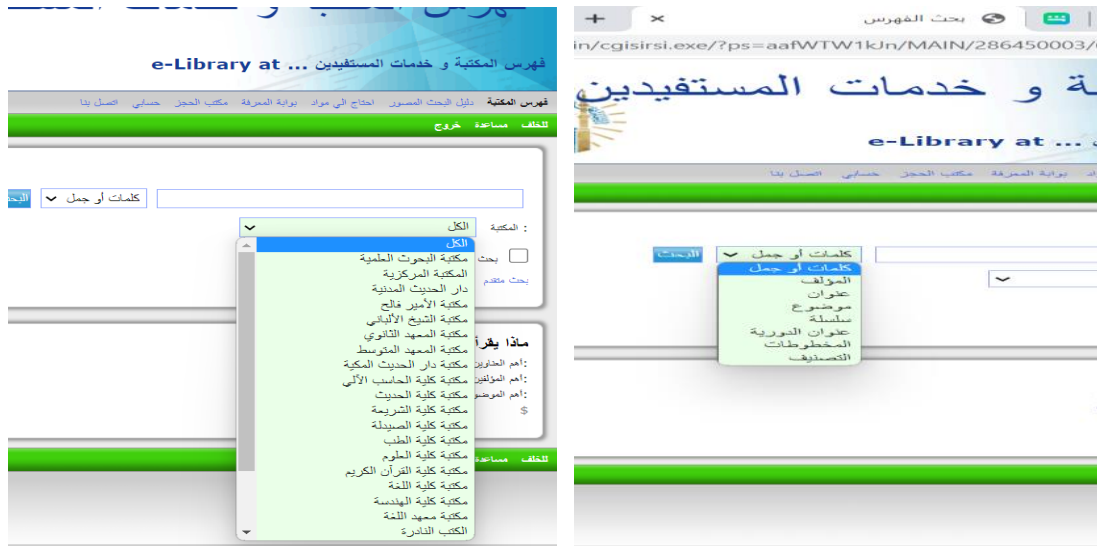 e-Library at ... فهرس المكتبة و خدمات المستفيدين
فهرس المكتبة دليل البحث المصور احتاج الي مواد بوابة المعرفة مكتب الحجز حسابي اتصل بنا
للخلف مساعدة خروج
كلمات أو جمل
المكتبة :
الكل
الكل
مكتبة البحوث العلمية
المكتبة المركزية
دار الحديث المدنية
مكتبة الأمير فالح
مكتبة الشيخ الألباني
مكتبة المعهد الثانوي
مكتبة المعهد المتوسط
مكتبة دار الحديث المكية
مكتبة كلية الحاسب الآلي
مكتبة كلية الحديث
مكتبة كلية الشريعة
مكتبة كلية الصيدلة
مكتبة كلية الطب
مكتبة كلية العلوم
مكتبة كلية القرآن الكريم
مكتبة كلية اللغة
مكتبة كلية الهندسة
مكتبة معهد اللغة
الكتب النادرة
بحث
بحث متقدم
ماذا يقرأ
أهم العناوين:
أهم المؤلفين:
$
للخلف مساعدة
بحث الفهرس
in/cgisirsi.exe/?ps=aafWTW1kJn/MAIN/286450003/
ة و خدمات المستفيدين
e-Library at ...
بوابة المعرفة مكتب الحجز حسابي اتصل بنا
كلمات أو جمل
البحث
كلمات أو جمل
المؤلف
عنوان
موضوع
سلسلة
عنوان الدورية
المخطوطات
التصنيف